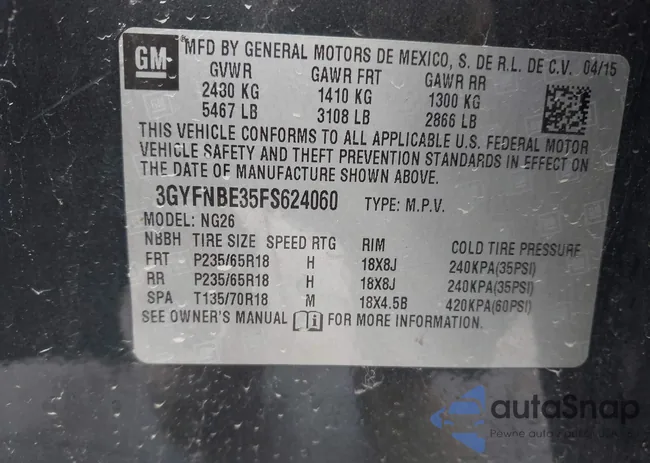 GM MFD BY GENERAL MOTORS DE MEXICO, S. DE R.L. DE C.V. 04/15
GVWR GAWR FRT GAWR RR
2430 KG 1410 KG 1300 KG
5467 LB 3108 LB 2866 LB
THIS VEHICLE CONFORMS TO ALL APPLICABLE U.S. FEDERAL MOTOR
VEHICLE SAFETY AND THEFT PREVENTION STANDARDS IN EFFECT ON
THE DATE OF MANUFACTURE SHOWN ABOVE.
3GYFNBE35FS624060 TYPE: M.P.V.
MODEL: NG26
NBBH TIRE SIZE SPEED RTG RIM COLD TIRE PRESSURE
FRT P235/65R18 H 18X8J 240KPA(35PSI)
RR P235/65R18 H 18X8J 240KPA(35PSI)
SPA T135/70R18 M 18X4.5B 420KPA(60PSI)
SEE OWNER'S MANUAL FOR MORE INFORMATION.
autaSnap
Pewne auto